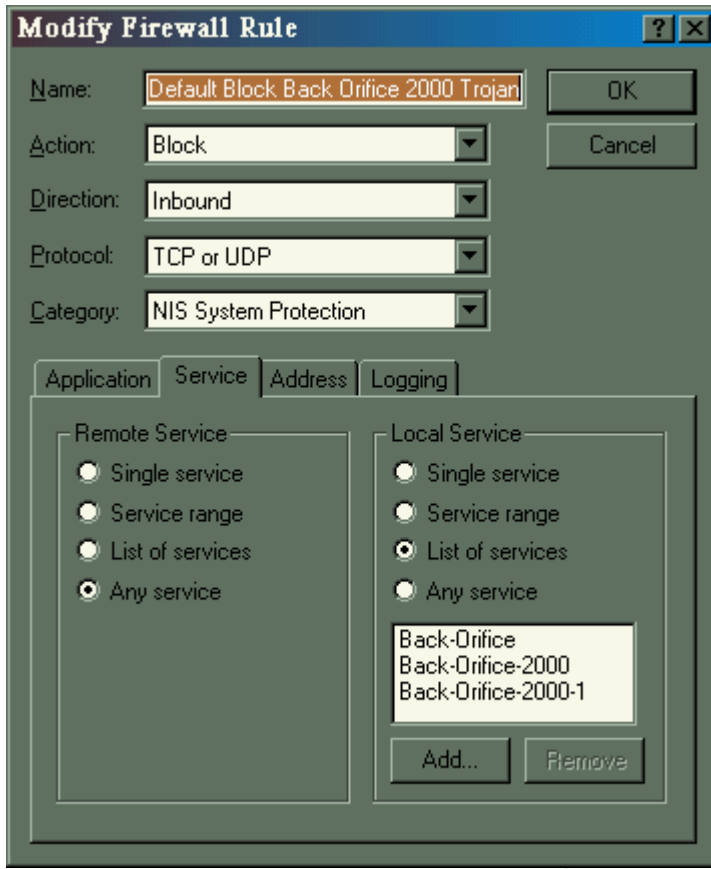 Modify Firewall Rule
Name: Default Block Back Orifice 2000 Trojan OK
Action: Block Cancel
Direction: Inbound
Protocol: TCP or UDP
Category: NIS System Protection
Application Service Address Logging
Remote Service
Single service
Service range
List of services
Any service
Local Service
Single service
Service range
List of services
Any service
Back-Orifice
Back-Orifice-2000
Back-Orifice-2000-1
Add... Remove